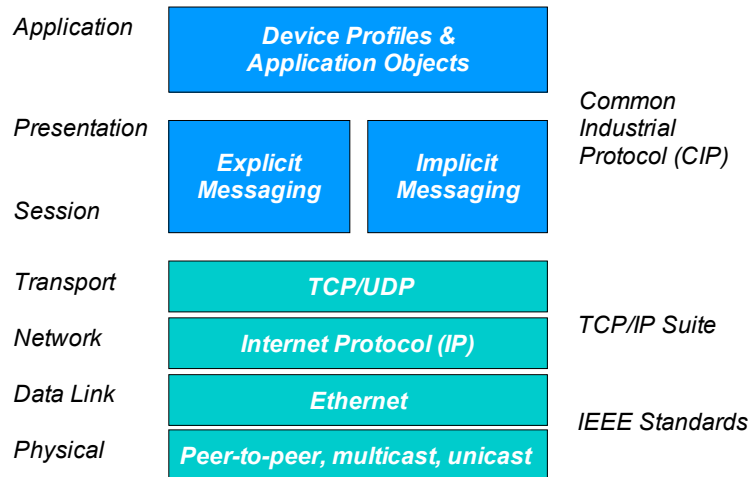 Application
Device Profiles &
Application Objects
Common
Industrial
Protocol (CIP)
Presentation
Explicit
Messaging
Implicit
Messaging
Session
Transport
TCP/UDP
TCP/IP Suite
Network
Internet Protocol (IP)
Data Link
Ethernet
IEEE Standards
Physical
Peer-to-peer, multicast, unicast